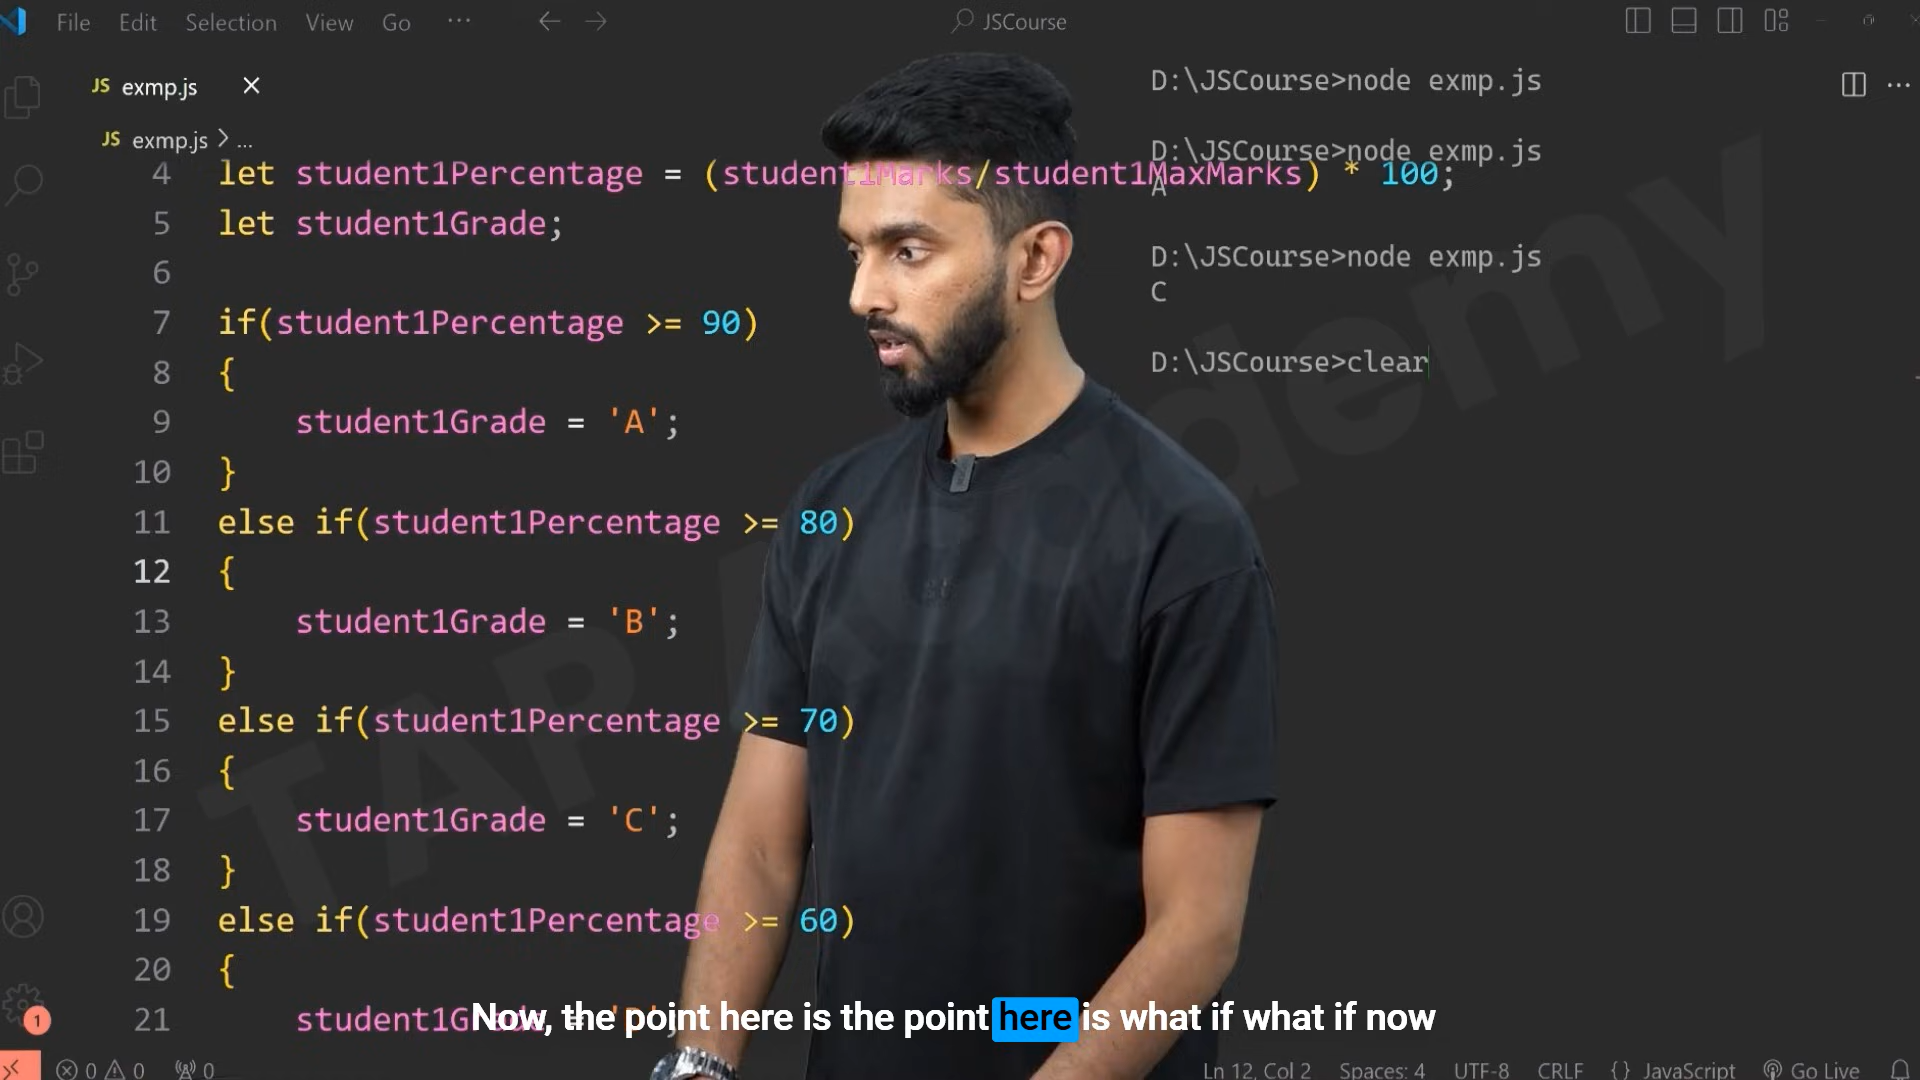 File Edit Selection View Go ... JSCourse
JS exmp.js
JS exmp.js > ...
4 let student1Percentage = (student1Marks/student1MaxMarks) * 100;
5 let student1Grade;
6
7 if(student1Percentage >= 90)
8 {
9 student1Grade = 'A';
10 }
11 else if(student1Percentage >= 80)
12 {
13 student1Grade = 'B';
14 }
15 else if(student1Percentage >= 70)
16 {
17 student1Grade = 'C';
18 }
19 else if(student1Percentage >= 60)
20 {
21 student1G
D:\JSCourse>node exmp.js
D:\JSCourse>node exmp.js
A
D:\JSCourse>node exmp.js
C
D:\JSCourse>clear
TAP Academy
Now, the point here is the point here is what if what if now
1
0 0 0 Ln 12, Col 2 Spaces: 4 UTF-8 CRLF {} JavaScript Go Live